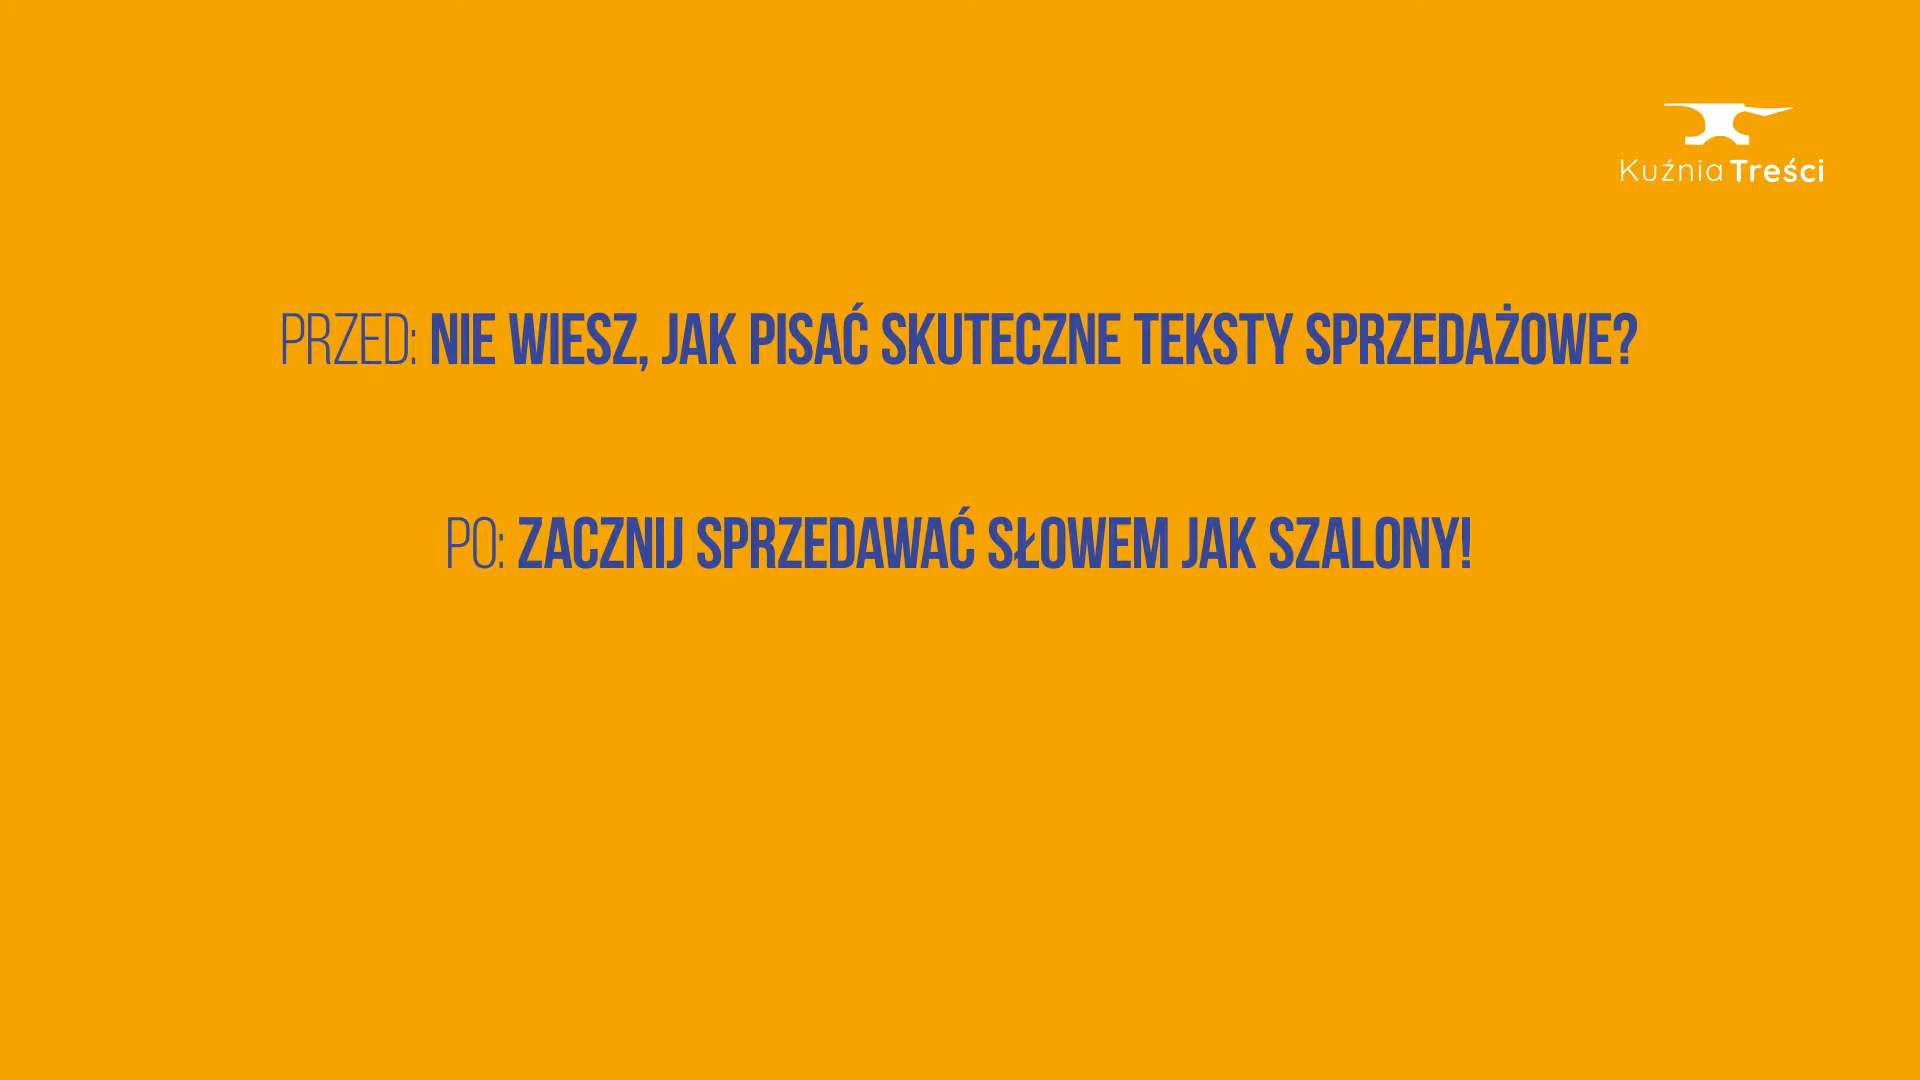 Kuźnia Treści
PRZED: NIE WIESZ, JAK PISAĆ SKUTECZNE TEKSTY SPRZEDAŻOWE?
PO: ZACZNIJ SPRZEDAWAĆ SŁOWEM JAK SZALONY!